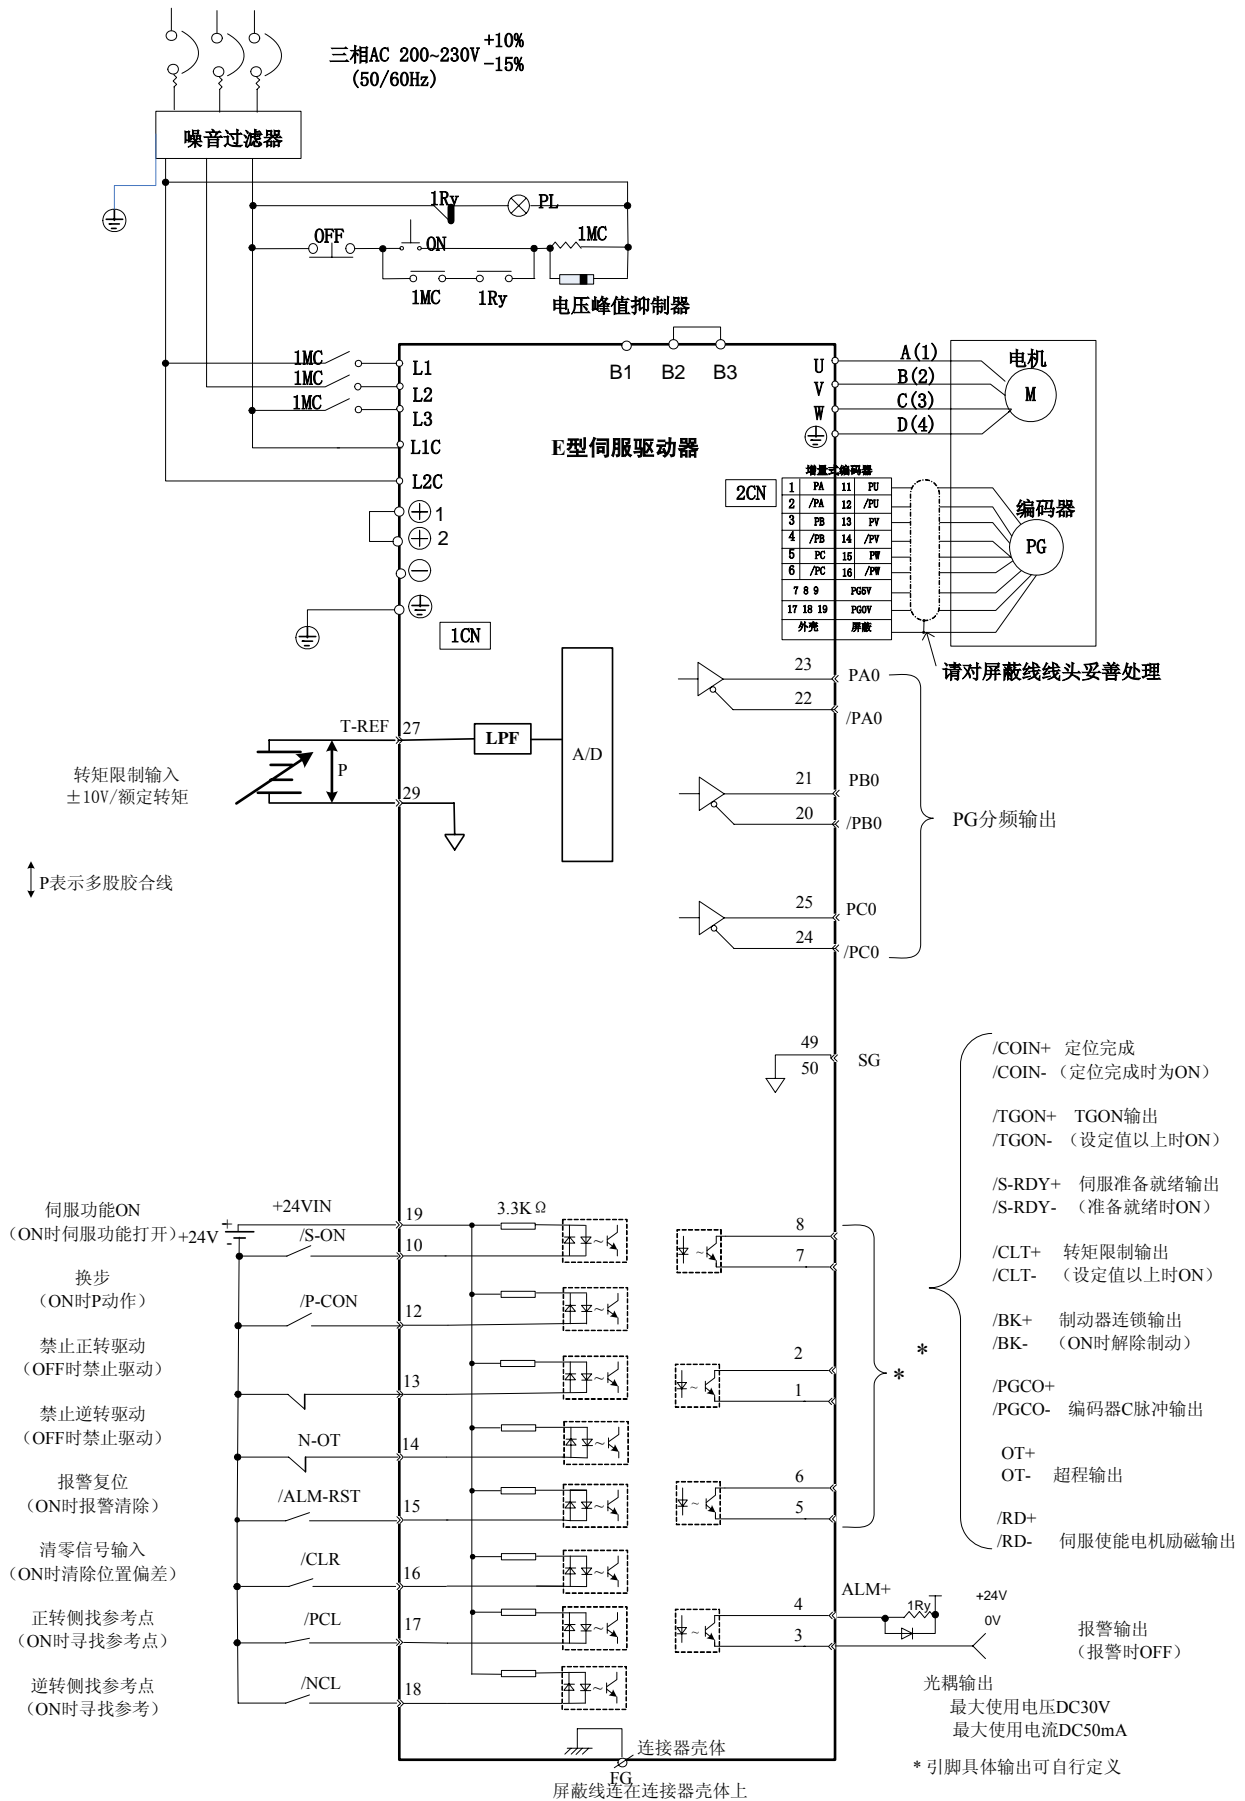 三相AC 200~230V +10% -15%
(50/60Hz)
噪音过滤器
1Ry
PL
OFF
ON
1MC
1MC
1Ry
电压峰值抑制器
1MC
L1
1MC
L2
1MC
L3
L1C
L2C
1
2
B1 B2 B3
E型伺服驱动器
U
V
W
A(1)
B(2)
C(3)
D(4)
电机
M
2CN
增量式编码器
1 PA 11 PU
2 /PA 12 /PU
3 PB 13 PV
4 /PB 14 /PV
5 PC 15 PW
6 /PC 16 /PW
7 8 9 PG5V
17 18 19 PG0V
外壳 屏蔽
编码器
PG
请对屏蔽线线头妥善处理
1CN
T-REF 27
LPF
A/D
P
29
转矩限制输入
±10V/额定转矩
P表示多股胶合线
23 PA0
22 /PA0
21 PB0
20 /PB0
25 PC0
24 /PC0
PG分频输出
49
50
SG
/COIN+ 定位完成
/COIN- （定位完成时为ON）
/TGON+ TGON输出
/TGON- （设定值以上时ON）
/S-RDY+ 伺服准备就绪输出
/S-RDY- （准备就绪时ON）
/CLT+ 转矩限制输出
/CLT- （设定值以上时ON）
/BK+ 制动器连锁输出
/BK- （ON时解除制动）
/PGCO+
/PGCO- 编码器C脉冲输出
OT+
OT- 超程输出
/RD+
/RD- 伺服使能电机励磁输出
伺服功能ON
（ON时伺服功能打开）
+24V
+
-
+24VIN 19
3.3KΩ
/S-ON 10
换步
（ON时P动作）
/P-CON 12
禁止正转驱动
（OFF时禁止驱动）
13
禁止逆转驱动
（OFF时禁止驱动）
N-OT 14
报警复位
（ON时报警清除）
/ALM-RST 15
清零信号输入
（ON时清除位置偏差）
/CLR 16
正转侧找参考点
（ON时寻找参考点）
/PCL 17
逆转侧找参考点
（ON时寻找参考）
/NCL 18
8
7
2
1
6
5
*
*
4
3
ALM+
1Ry
+24V
0V
报警输出
（报警时OFF）
光耦输出
最大使用电压DC30V
最大使用电流DC50mA
* 引脚具体输出可自行定义
连接器壳体
FG
屏蔽线连在连接器壳体上